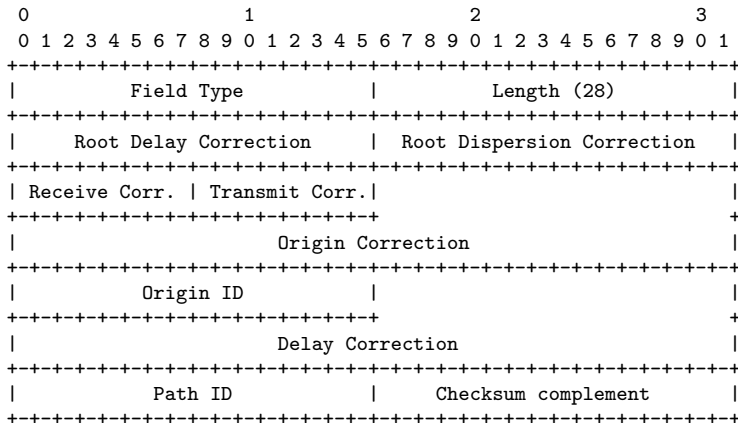 0 1 2 3
0 1 2 3 4 5 6 7 8 9 0 1 2 3 4 5 6 7 8 9 0 1 2 3 4 5 6 7 8 9 0 1
+-+-+-+-+-+-+-+-+-+-+-+-+-+-+-+-+-+-+-+-+-+-+-+-+-+-+-+-+-+-+-+-+
| Field Type | Length (28) |
+-+-+-+-+-+-+-+-+-+-+-+-+-+-+-+-+-+-+-+-+-+-+-+-+-+-+-+-+-+-+-+-+
| Root Delay Correction | Root Dispersion Correction |
+-+-+-+-+-+-+-+-+-+-+-+-+-+-+-+-+-+-+-+-+-+-+-+-+-+-+-+-+-+-+-+-+
| Receive Corr. | Transmit Corr.| |
+-+-+-+-+-+-+-+-+-+-+-+-+-+-+-+-+ +
| Origin Correction |
+-+-+-+-+-+-+-+-+-+-+-+-+-+-+-+-+-+-+-+-+-+-+-+-+-+-+-+-+-+-+-+-+
| Origin ID | |
+-+-+-+-+-+-+-+-+-+-+-+-+-+-+-+-+ +
| Delay Correction |
+-+-+-+-+-+-+-+-+-+-+-+-+-+-+-+-+-+-+-+-+-+-+-+-+-+-+-+-+-+-+-+-+
| Path ID | Checksum complement |
+-+-+-+-+-+-+-+-+-+-+-+-+-+-+-+-+-+-+-+-+-+-+-+-+-+-+-+-+-+-+-+-+